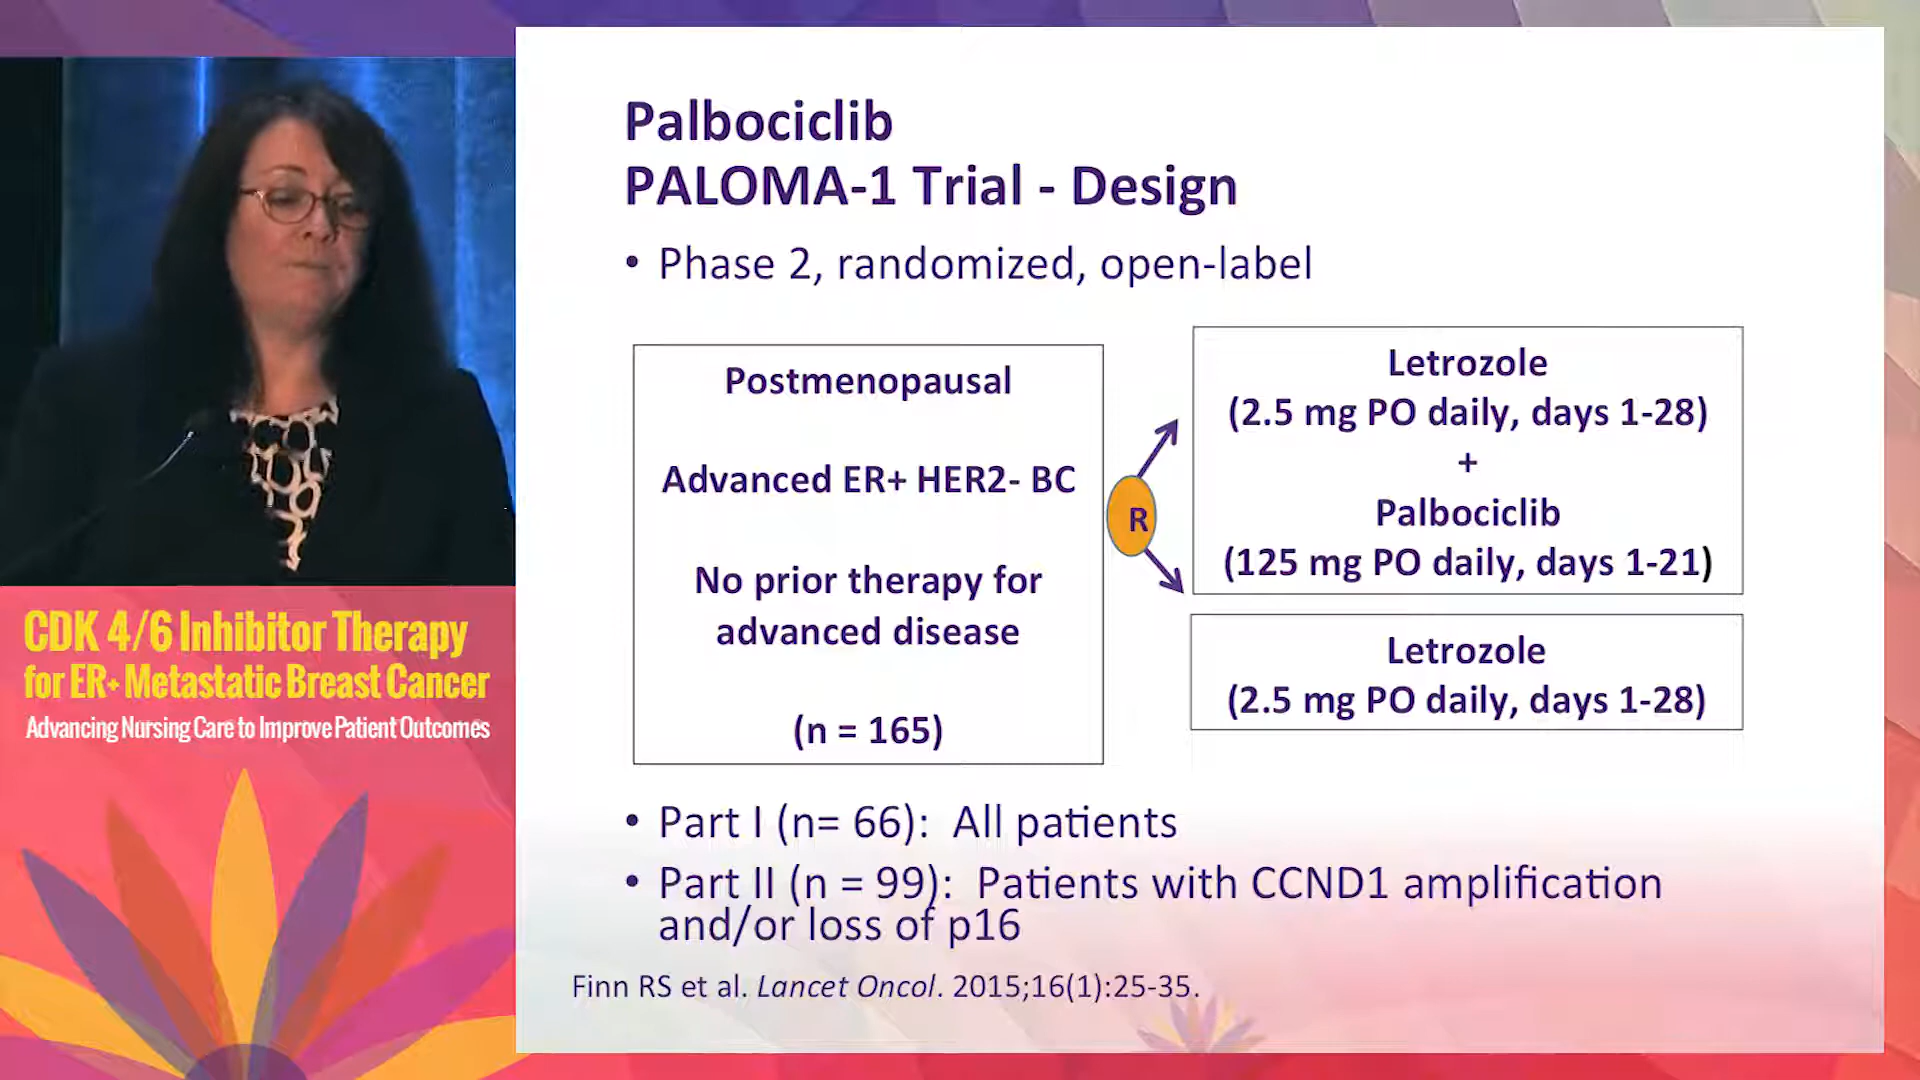 Palbociclib
PALOMA-1 Trial - Design
• Phase 2, randomized, open-label
Postmenopausal
Advanced ER+ HER2- BC
No prior therapy for
advanced disease
(n = 165)
R
Letrozole
(2.5 mg PO daily, days 1-28)
+
Palbociclib
(125 mg PO daily, days 1-21)
Letrozole
(2.5 mg PO daily, days 1-28)
• Part I (n= 66): All patients
• Part II (n = 99): Patients with CCND1 amplification
and/or loss of p16
Finn RS et al. Lancet Oncol. 2015;16(1):25-35.
CDK 4/6 Inhibitor Therapy
for ER+ Metastatic Breast Cancer
Advancing Nursing Care to Improve Patient Outcomes